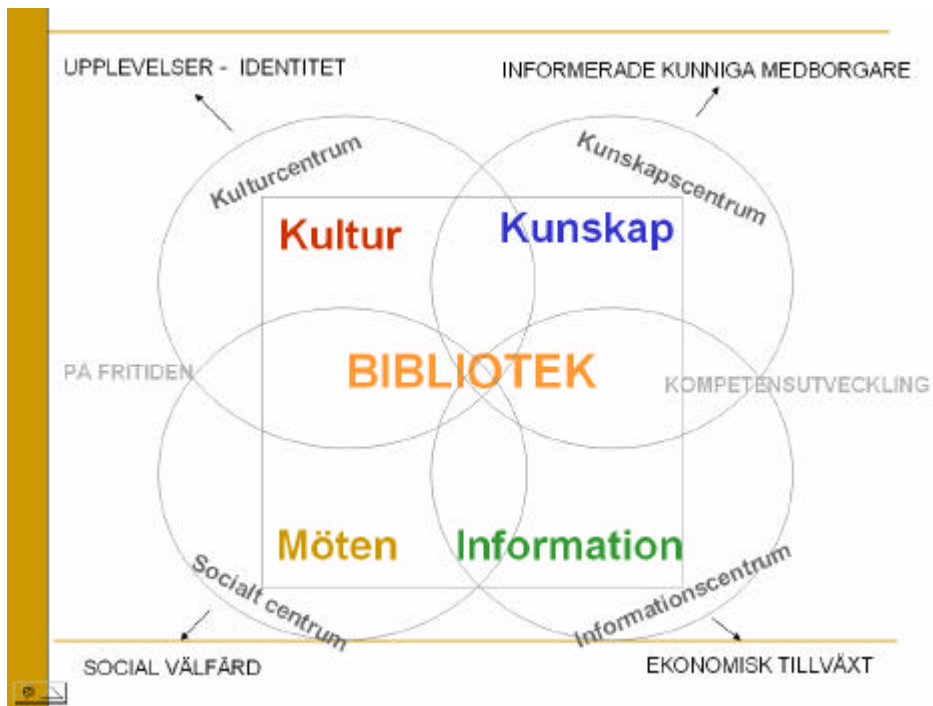 UPPLEVELSER - IDENTITET
INFORMERADE KUNNIGA MEDBORGARE
Kulturcentrum
Kunskapscentrum
Kultur
Kunskap
PÅ FRITIDEN
BIBLIOTEK
KOMPETENSUTVECKLING
Möten
Information
Socialt centrum
Informationscentrum
SOCIAL VÄLFÄRD
EKONOMISK TILLVÄXT